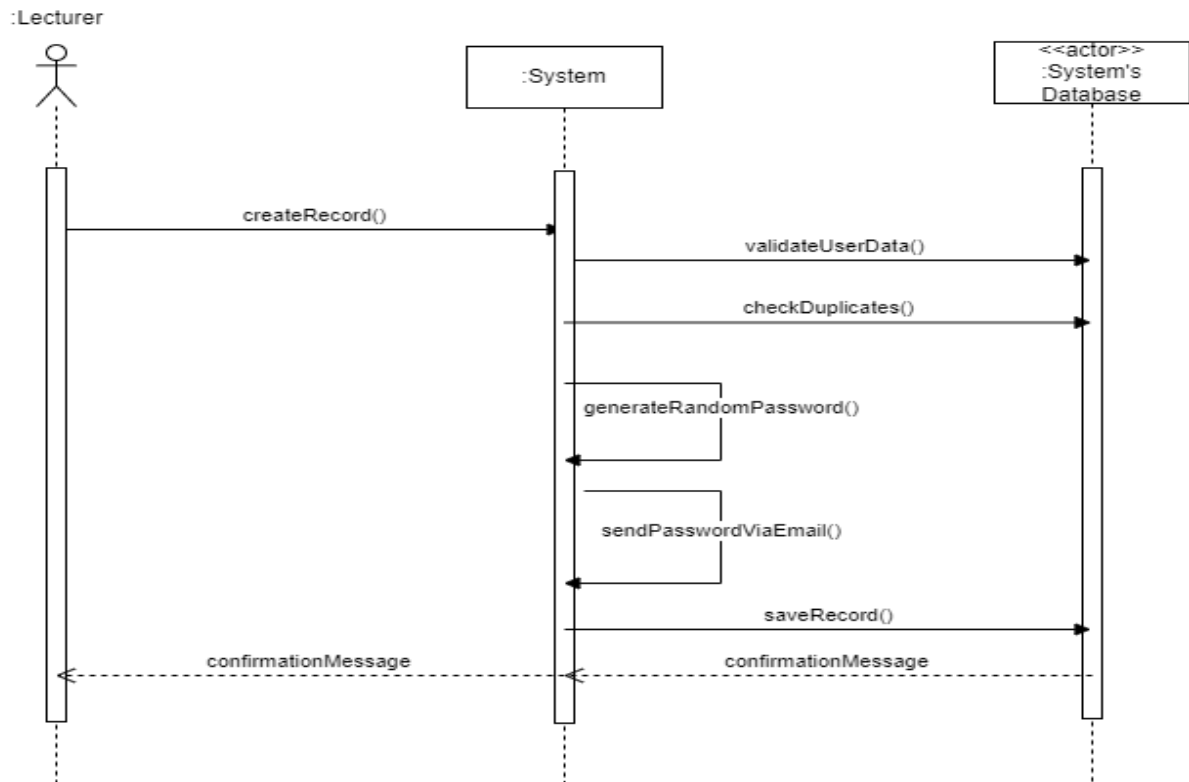 :Lecturer
:System
<<actor>>
:System's
Database
createRecord()
validateUserData()
checkDuplicates()
generateRandomPassword()
sendPasswordViaEmail()
saveRecord()
confirmationMessage
confirmationMessage